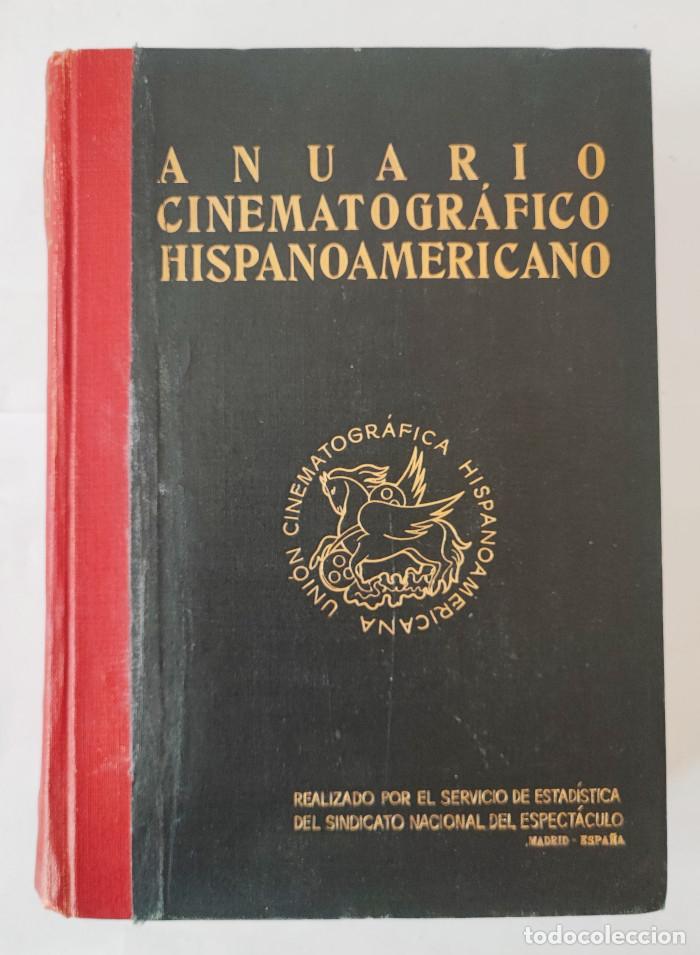 ANUARIO
CINEMATOGRÁFICO
HISPANOAMERICANO
UNIÓN CINEMATOGRÁFICA HISPANOAMERICANA
REALIZADO POR EL SERVICIO DE ESTADÍSTICA
DEL SINDICATO NACIONAL DEL ESPECTÁCULO
MADRID - ESPAÑA
todocoleccion